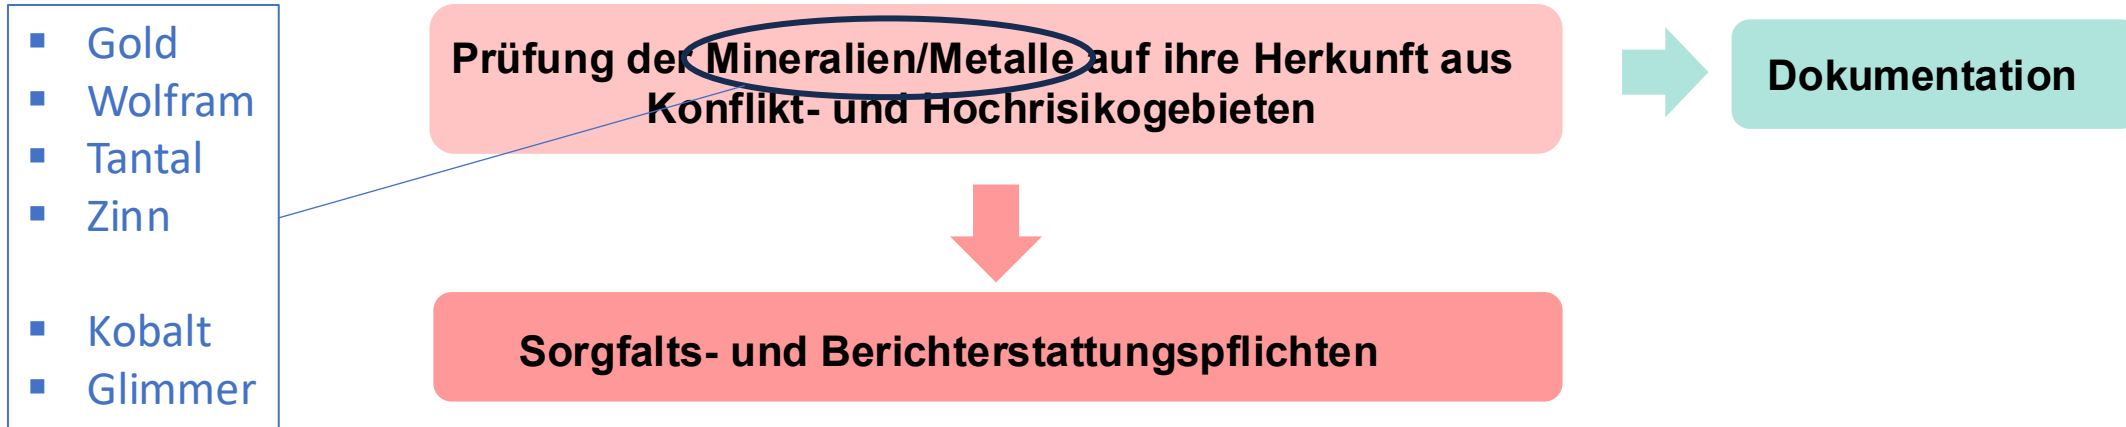 Gold
Wolfram
Tantal
Zinn
Kobalt
Glimmer
Prüfung der Mineralien/Metalle auf ihre Herkunft aus
Konflikt- und Hochrisikogebieten
Dokumentation
Sorgfalts- und Berichterstattungspflichten